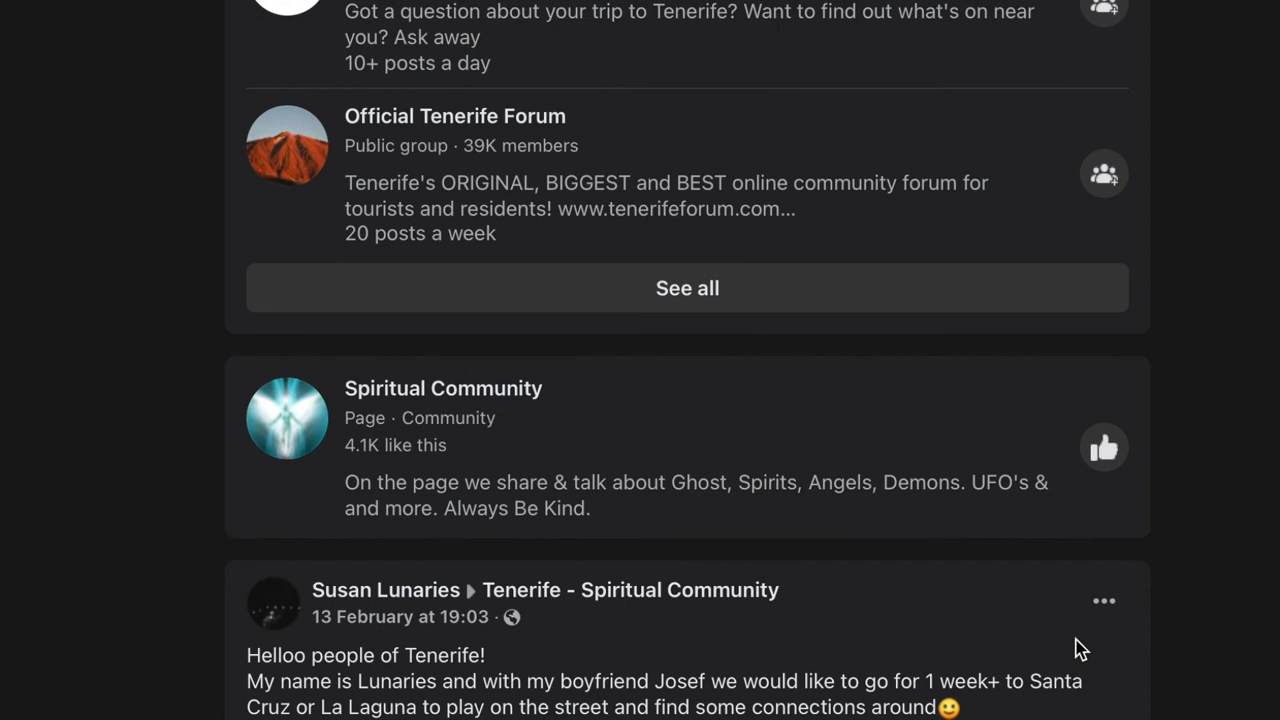 Got a question about your trip to Tenerife? Want to find out what's on near
you? Ask away
10+ posts a day
Official Tenerife Forum
Public group · 39K members
Tenerife's ORIGINAL, BIGGEST and BEST online community forum for
tourists and residents! www.tenerifeforum.com...
20 posts a week
See all
Spiritual Community
Page · Community
4.1K like this
On the page we share & talk about Ghost, Spirits, Angels, Demons. UFO's &
and more. Always Be Kind.
Susan Lunaries Tenerife - Spiritual Community
13 February at 19:03 ·
Helloo people of Tenerife!
My name is Lunaries and with my boyfriend Josef we would like to go for 1 week+ to Santa
Cruz or La Laguna to play on the street and find some connections around😃